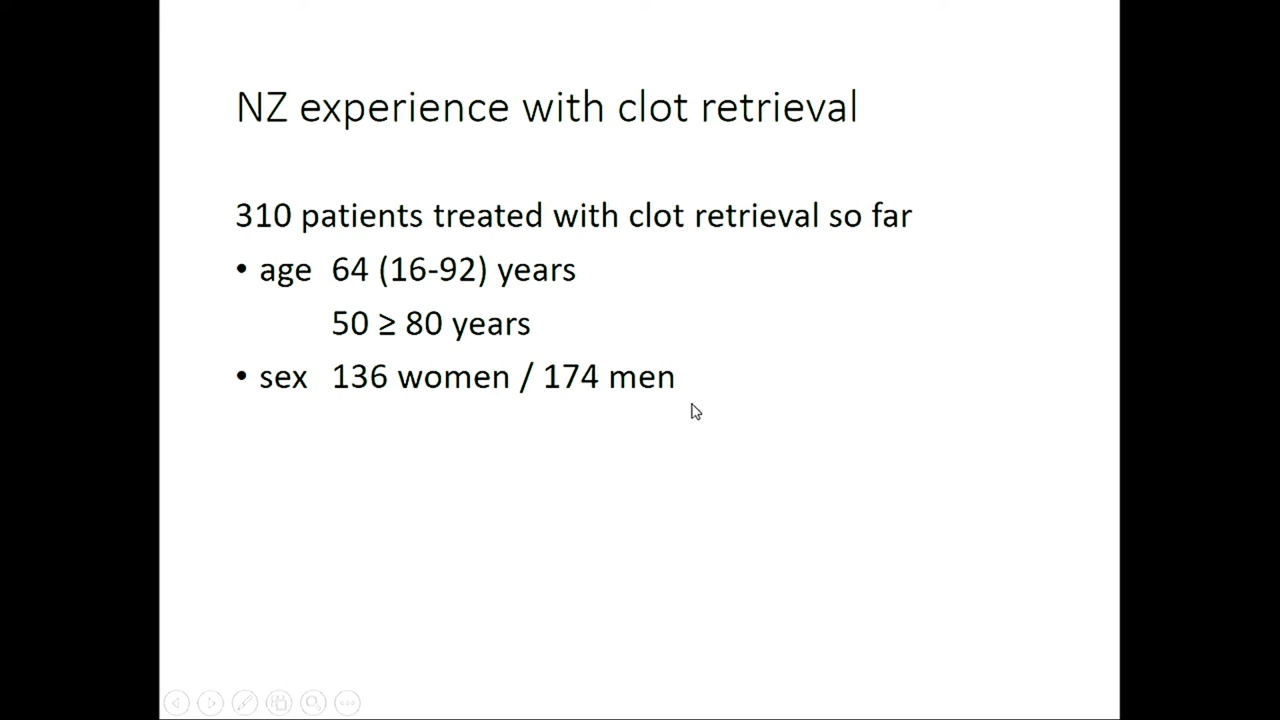 NZ experience with clot retrieval
310 patients treated with clot retrieval so far
• age 64 (16-92) years
50 ≥ 80 years
• sex 136 women / 174 men